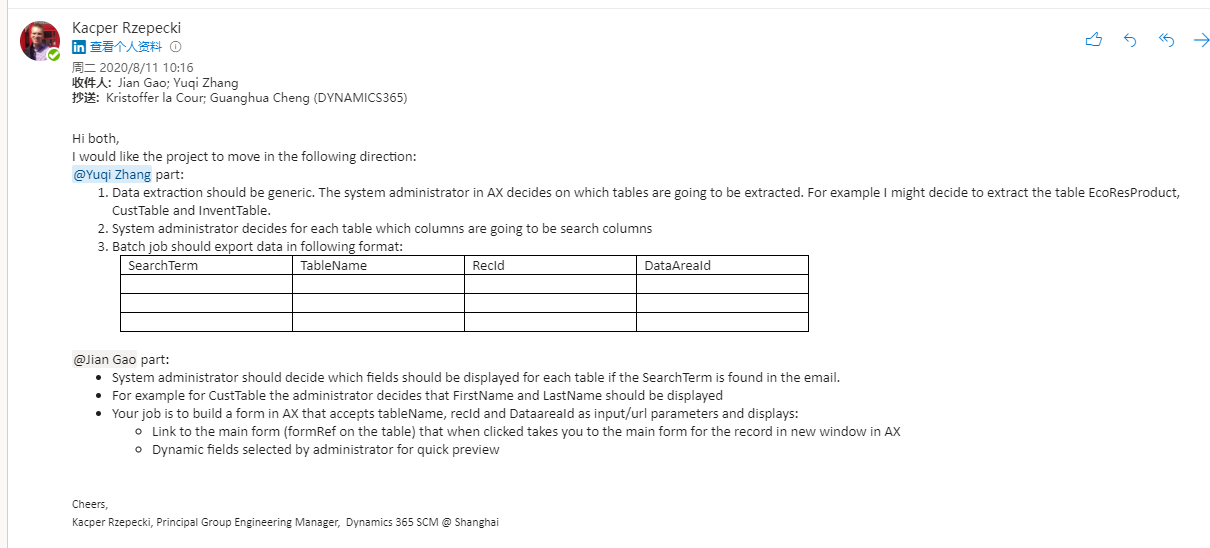 Kacper Rzepecki
in 查看个人资料
周二 2020/8/11 10:16
收件人: Jian Gao; Yuqi Zhang
抄送: Kristoffer la Cour; Guanghua Cheng (DYNAMICS365)
Hi both,
I would like the project to move in the following direction:
@Yuqi Zhang part:
1. Data extraction should be generic. The system administrator in AX decides on which tables are going to be extracted. For example I might decide to extract the table EcoResProduct,
CustTable and InventTable.
2. System administrator decides for each table which columns are going to be search columns
3. Batch job should export data in following format:
SearchTerm TableName RecId DataAreaId
@Jian Gao part:
• System administrator should decide which fields should be displayed for each table if the SearchTerm is found in the email.
• For example for CustTable the administrator decides that FirstName and LastName should be displayed
• Your job is to build a form in AX that accepts tableName, recId and DataareaId as input/url parameters and displays:
○ Link to the main form (formRef on the table) that when clicked takes you to the main form for the record in new window in AX
○ Dynamic fields selected by administrator for quick preview
Cheers,
Kacper Rzepecki, Principal Group Engineering Manager, Dynamics 365 SCM @ Shanghai